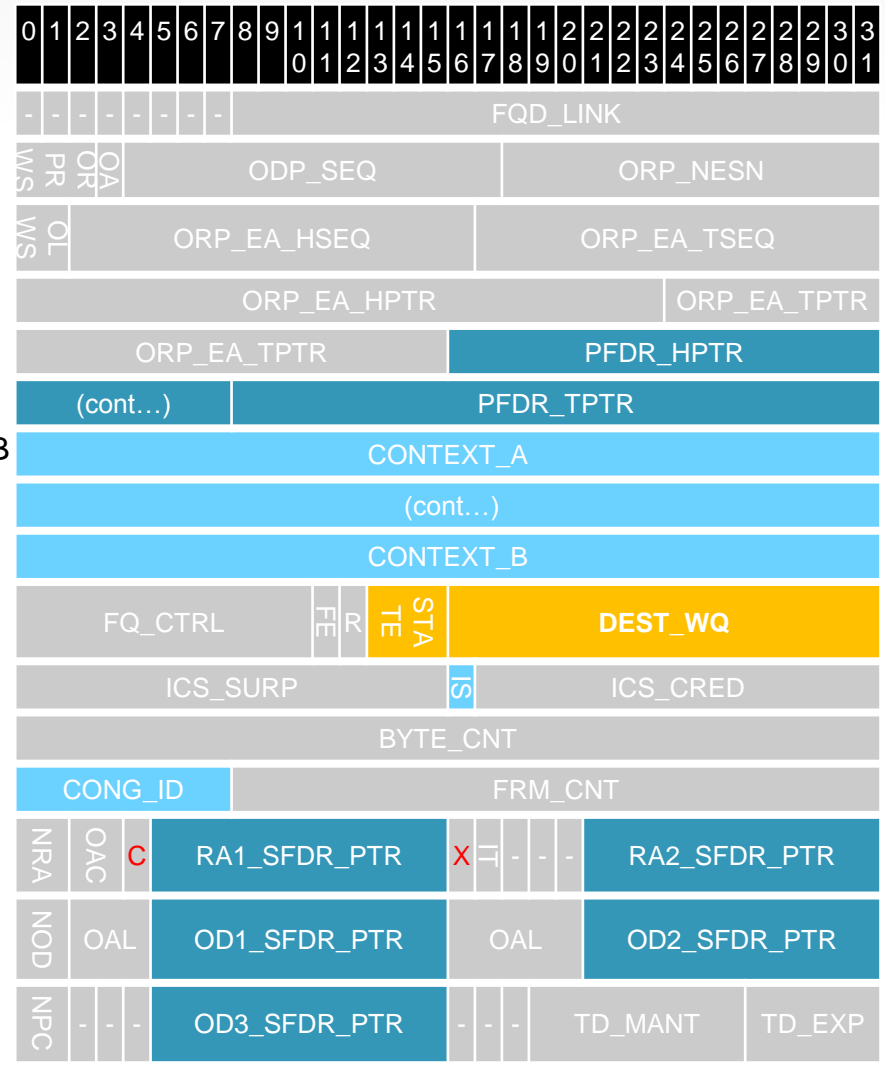 0 1 2 3 4 5 6 7 8 9 10 11 12 13 14 15 16 17 18 19 20 21 22 23 24 25 26 27 28 29 30 31
- - - - - - - - FQD_LINK
WS PR OR OA ODP_SEQ ORP_NESN
WS OL ORP_EA_HSEQ ORP_EA_TSEQ
ORP_EA_HPTR ORP_EA_TPTR
ORP_EA_TPTR PFDR_HPTR
(cont…) PFDR_TPTR
CONTEXT_A
(cont…)
CONTEXT_B
FQ_CTRL FE R STATE DEST_WQ
ICS_SURP IS ICS_CRED
BYTE_CNT
CONG_ID FRM_CNT
NRA OAC C RA1_SFDR_PTR X IT - - - RA2_SFDR_PTR
NOD OAL OD1_SFDR_PTR OAL OD2_SFDR_PTR
NPC - - - OD3_SFDR_PTR - - - TD_MANT TD_EXP